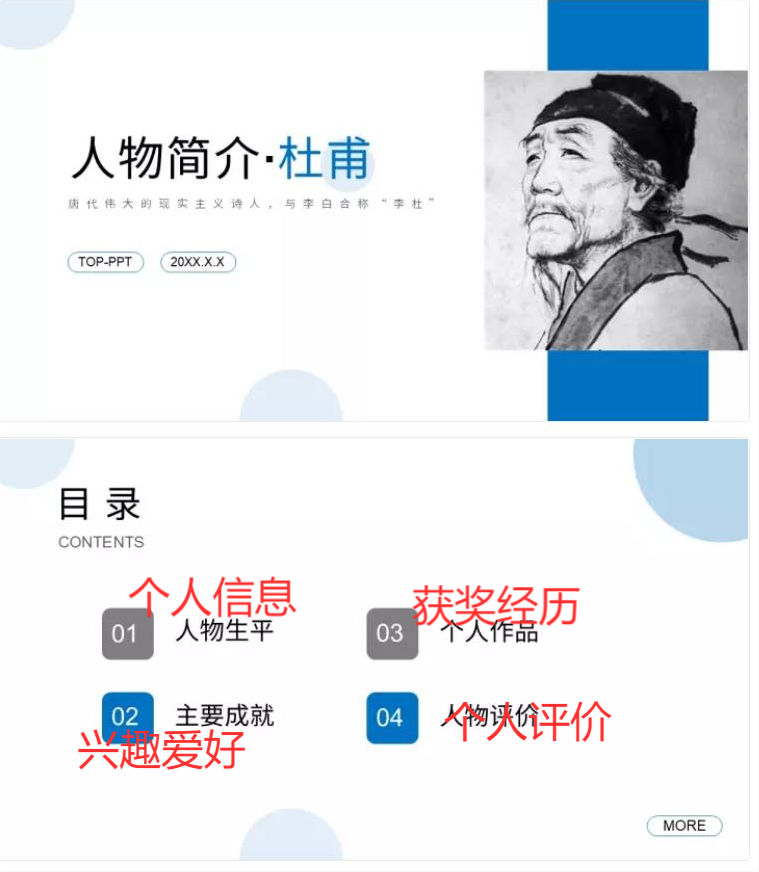 人物简介·杜甫
唐代伟大的现实主义诗人，与李白合称“李杜”
TOP-PPT 20XX.X.X
目录
CONTENTS
个人信息 获奖经历
01 人物生平 03 个人作品
02 主要成就 04 人物评价
兴趣爱好 个人评价
MORE